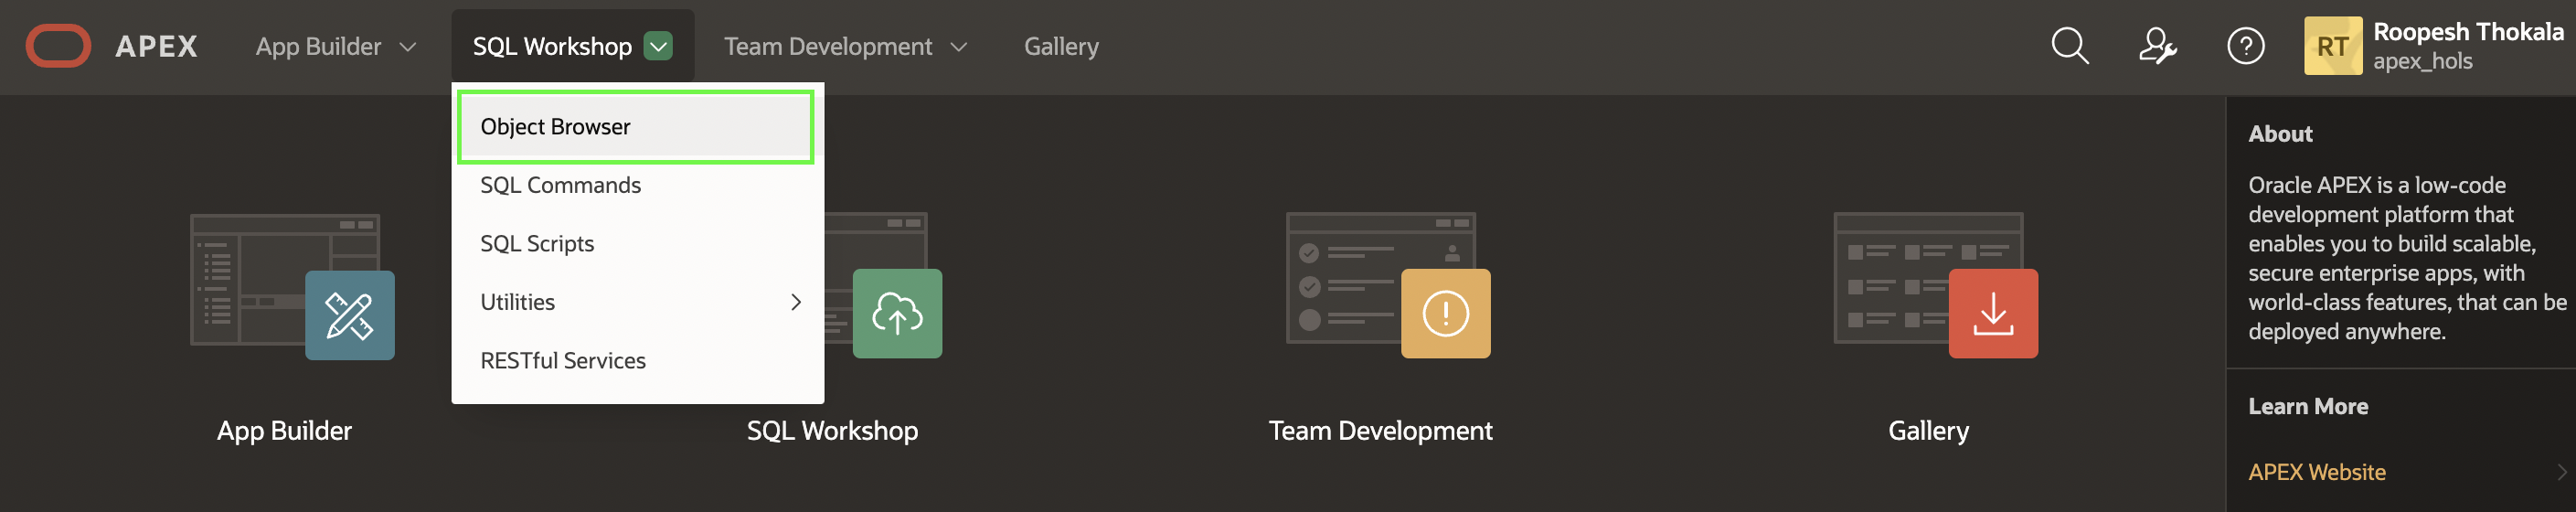 APEX
App Builder
SQL Workshop
Team Development
Gallery
RT
Roopesh Thokala
apex_hols
Object Browser
SQL Commands
SQL Scripts
Utilities
RESTful Services
App Builder
SQL Workshop
Team Development
Gallery
About
Oracle APEX is a low-code
development platform that
enables you to build scalable,
secure enterprise apps, with
world-class features, that can be
deployed anywhere.
Learn More
APEX Website